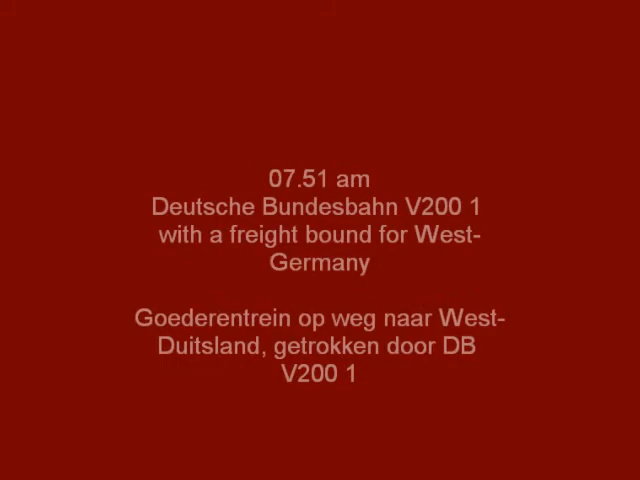 07.51 am
Deutsche Bundesbahn V200 1
with a freight bound for West-
Germany
Goederentrein op weg naar West-
Duitsland, getrokken door DB
V200 1